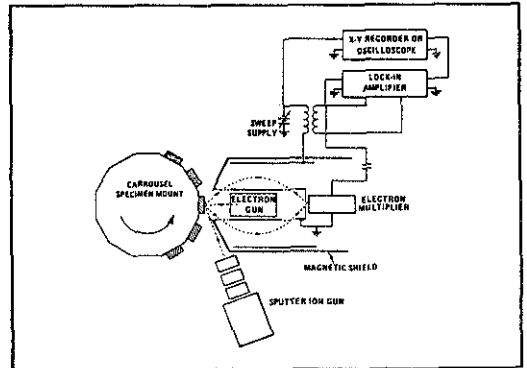 X-Y RECORDER OR
OSCILLOSCOPE
LOCK-IN
AMPLIFIER
SWEEP
SUPPLY
CARROUSEL
SPECIMEN MOUNT
ELECTRON
GUN
ELECTRON
MULTIPLIER
MAGNETIC SHIELD
SPUTTER ION GUN